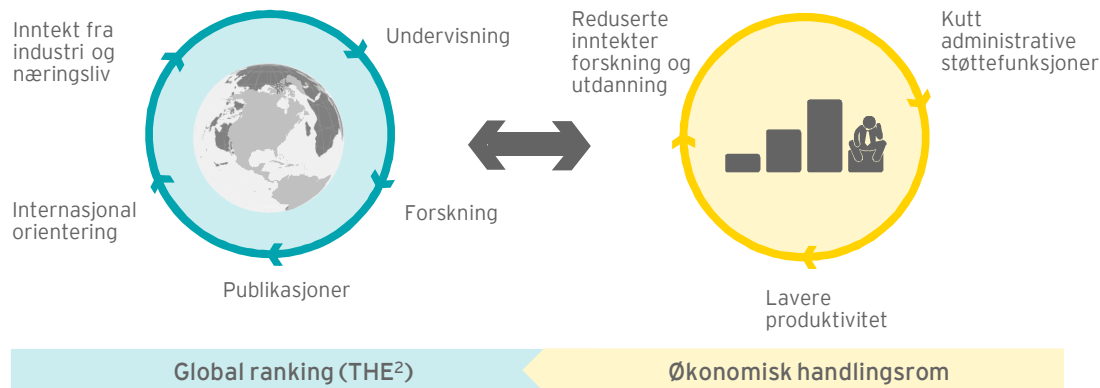 Inntekt fra
industri og
næringsliv
Undervisning
Internasjonal
orientering
Forskning
Publikasjoner
Reduserte
inntekter
forskning og
utdanning
Kutt
administrative
støttefunksjoner
Lavere
produktivitet
Global ranking (THE²)
Økonomisk handlingsrom